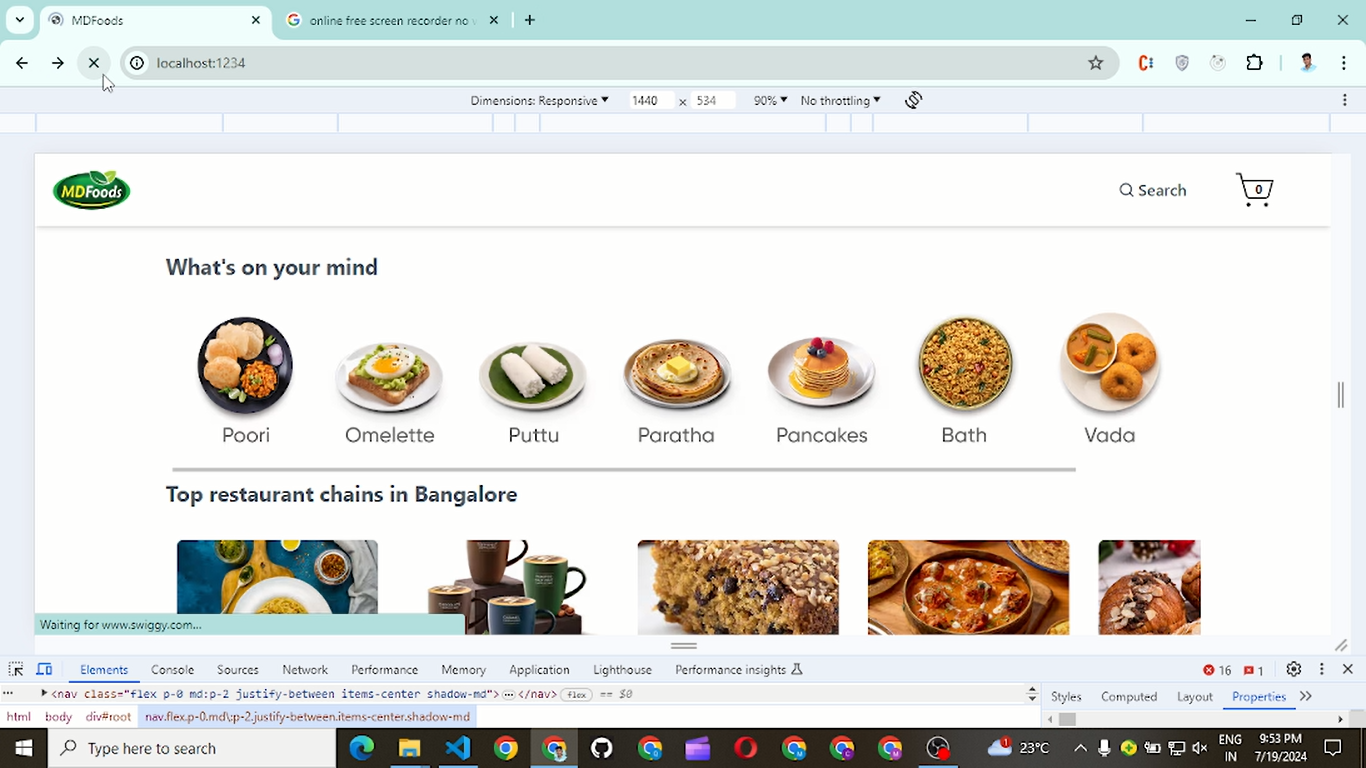 MDFoods
online free screen recorder no
localhost:1234
Dimensions: Responsive 1440 × 534 90% No throttling
MDFoods
Search
0
What's on your mind
Poori Omelette Puttu Paratha Pancakes Bath Vada
Top restaurant chains in Bangalore
Waiting for www.swiggy.com...
Elements Console Sources Network Performance Memory Application Lighthouse Performance insights 16 1
... <nav class="flex p-0 md:p-2 justify-between items-center shadow-md">...</nav> flex == $0
Styles Computed Layout Properties
html body div#root nav.flex.p-0.md\:p-2.justify-between.items-center.shadow-md
Type here to search
23°C
ENG
IN
9:53 PM
7/19/2024